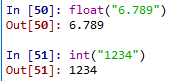 In [50]: float("6.789")
Out[50]: 6.789
In [51]: int("1234")
Out[51]: 1234